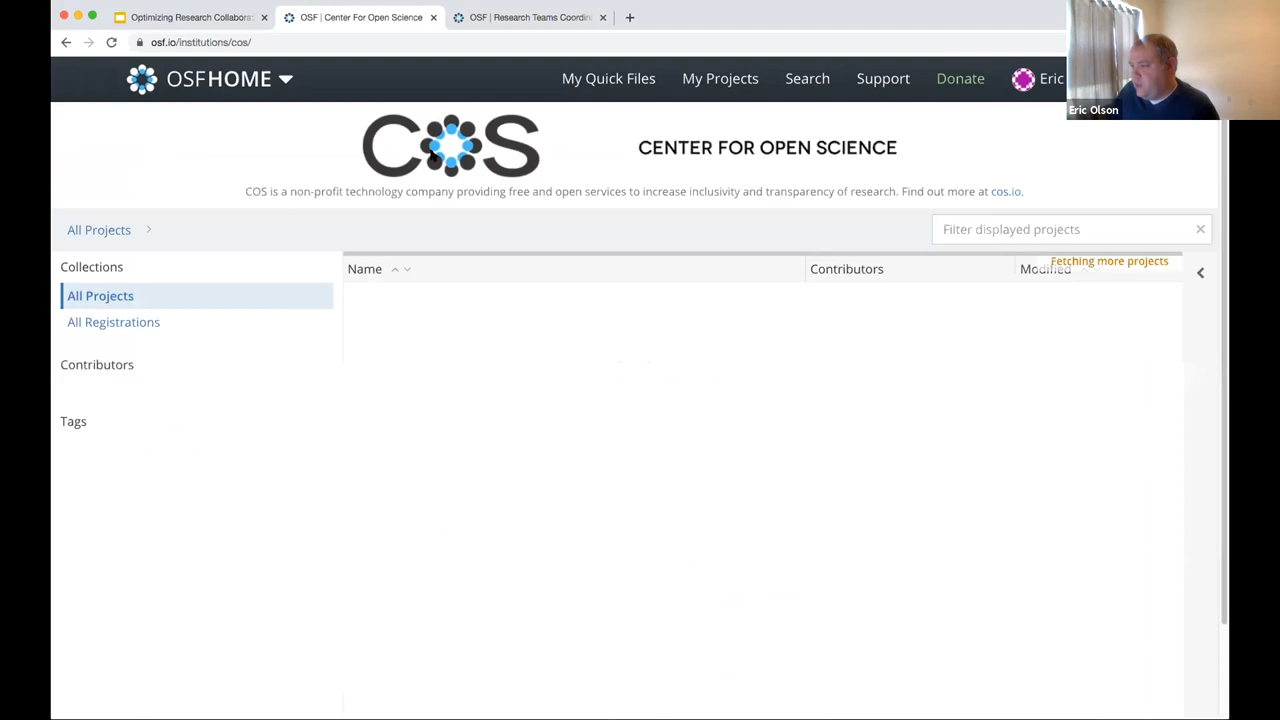 Optimizing Research Collabora
OSF | Center For Open Science
OSF | Research Teams Coordin
osf.io/institutions/cos/
OSFHOME
My Quick Files
My Projects
Search
Support
Donate
Eric
Eric Olson
COS
CENTER FOR OPEN SCIENCE
COS is a non-profit technology company providing free and open services to increase inclusivity and transparency of research. Find out more at cos.io.
All Projects
Filter displayed projects
Collections
Name
Contributors
Modified
Fetching more projects
All Projects
All Registrations
Contributors
Tags